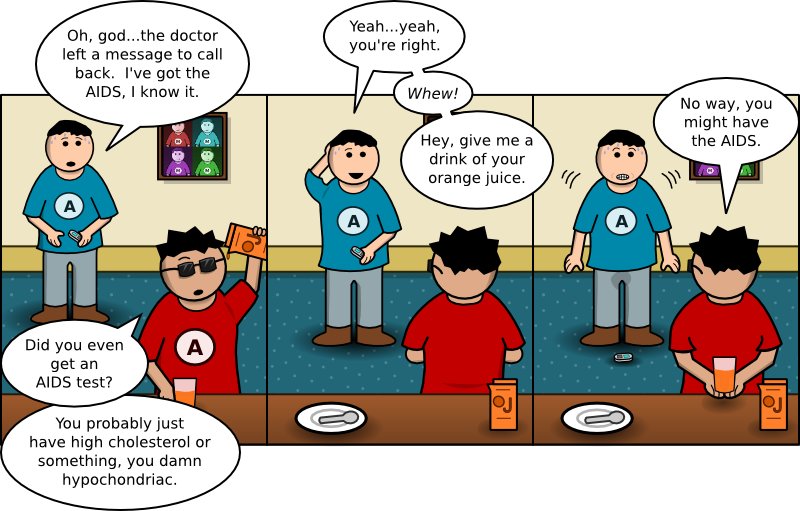 Oh, god...the doctor
left a message to call
back. I've got the
AIDS, I know it.
A
OJ
A
Did you even
get an
AIDS test?
You probably just
have high cholesterol or
something, you damn
hypochondriac.
Yeah...yeah,
you're right.
Whew!
Hey, give me a
drink of your
orange juice.
A
OJ
No way, you
might have
the AIDS.
A
OJ